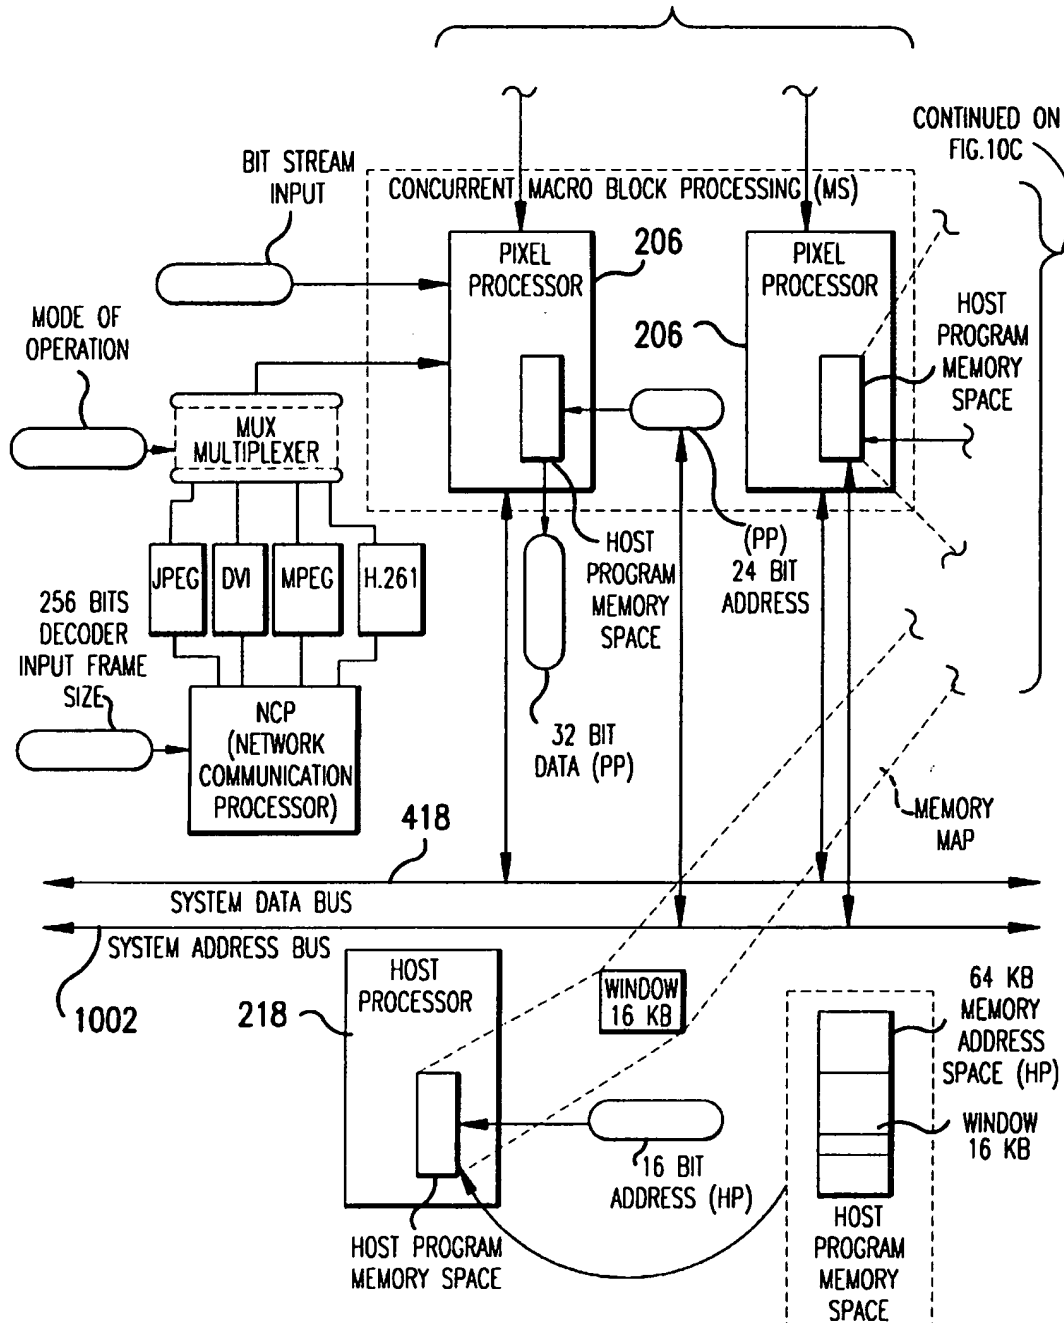 CONTINUED ON
FIG.10C
BIT STREAM
INPUT
CONCURRENT MACRO BLOCK PROCESSING (MS)
PIXEL
PROCESSOR
206
PIXEL
PROCESSOR
206
MODE OF
OPERATION
HOST
PROGRAM
MEMORY
SPACE
MUX
MULTIPLEXER
JPEG
DVI
MPEG
H.261
HOST
PROGRAM
MEMORY
SPACE
(PP)
24 BIT
ADDRESS
256 BITS
DECODER
INPUT FRAME
SIZE
NCP
(NETWORK
COMMUNICATION
PROCESSOR)
32 BIT
DATA (PP)
MEMORY
MAP
418
SYSTEM DATA BUS
SYSTEM ADDRESS BUS
1002
HOST
PROCESSOR
218
WINDOW
16 KB
64 KB
MEMORY
ADDRESS
SPACE (HP)
WINDOW
16 KB
16 BIT
ADDRESS (HP)
HOST PROGRAM
MEMORY SPACE
HOST
PROGRAM
MEMORY
SPACE